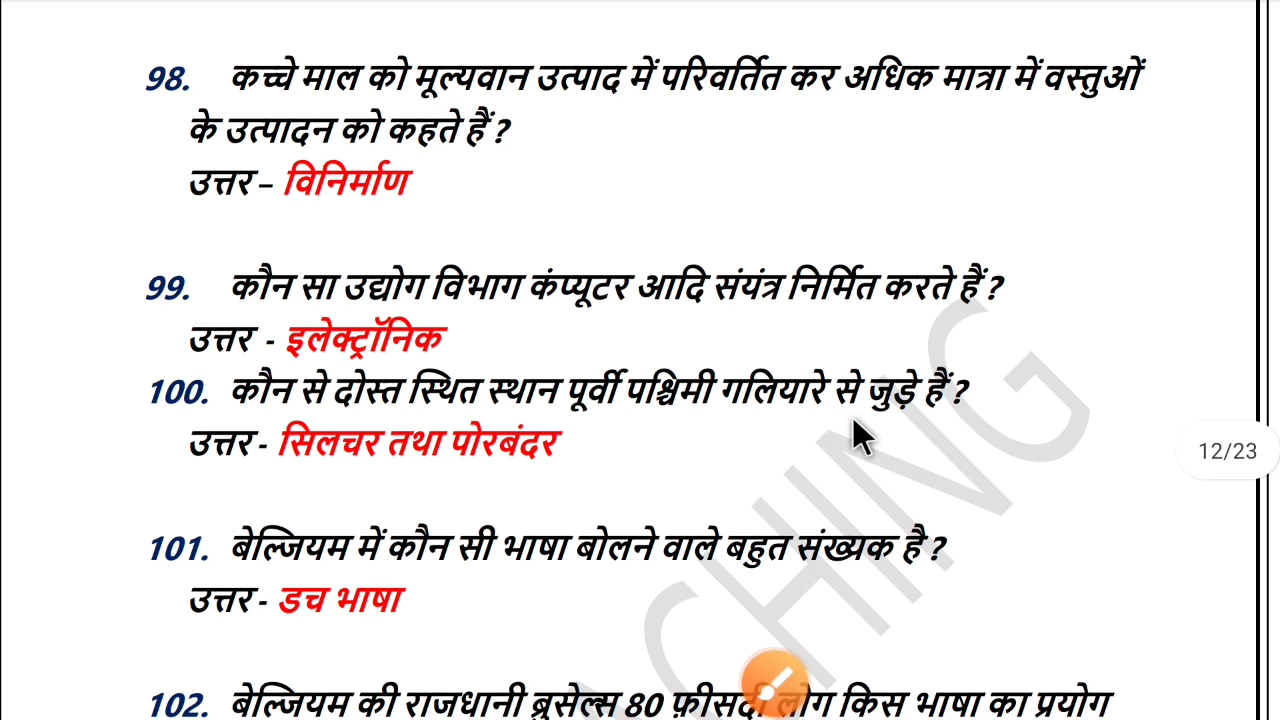 98. कच्चे माल को मूल्यवान उत्पाद में परिवर्तित कर अधिक मात्रा में वस्तुओं
के उत्पादन को कहते हैं ?
उत्तर – विनिर्माण
99. कौन सा उद्योग विभाग कंप्यूटर आदि संयंत्र निर्मित करते हैं ?
उत्तर - इलेक्ट्रॉनिक
100. कौन से दोस्त स्थित स्थान पूर्वी पश्चिमी गलियारे से जुड़े हैं ?
उत्तर - सिलचर तथा पोरबंदर
12/23
101. बेल्जियम में कौन सी भाषा बोलने वाले बहुत संख्यक है ?
उत्तर - डच भाषा
102. बेल्जियम की राजधानी ब्रुसेल्स 80 फ़ीसदी लोग किस भाषा का प्रयोग
ACHING